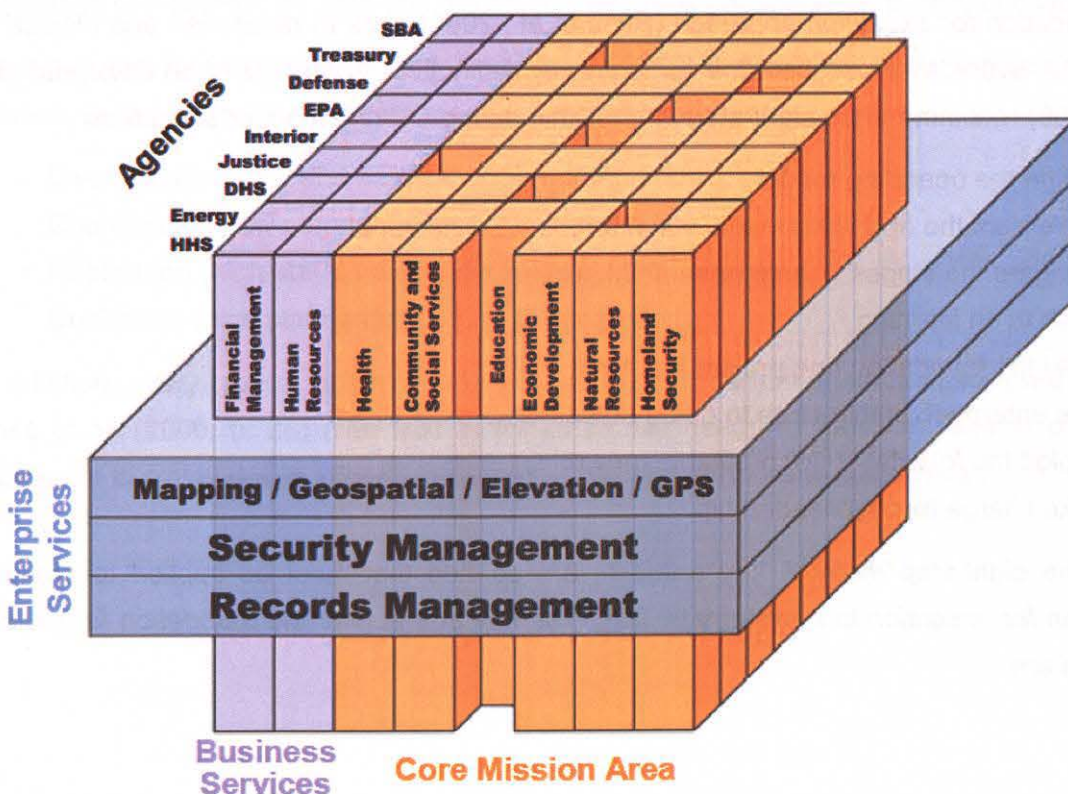 SBA
Treasury
Defense
EPA
Interior
Justice
DHS
Energy
HHS
Agencies
Financial
Management
Human
Resources
Health
Community and
Social Services
Education
Economic
Development
Natural
Resources
Homeland
Security
Enterprise
Services
Mapping / Geospatial / Elevation / GPS
Security Management
Records Management
Business
Services
Core Mission Area